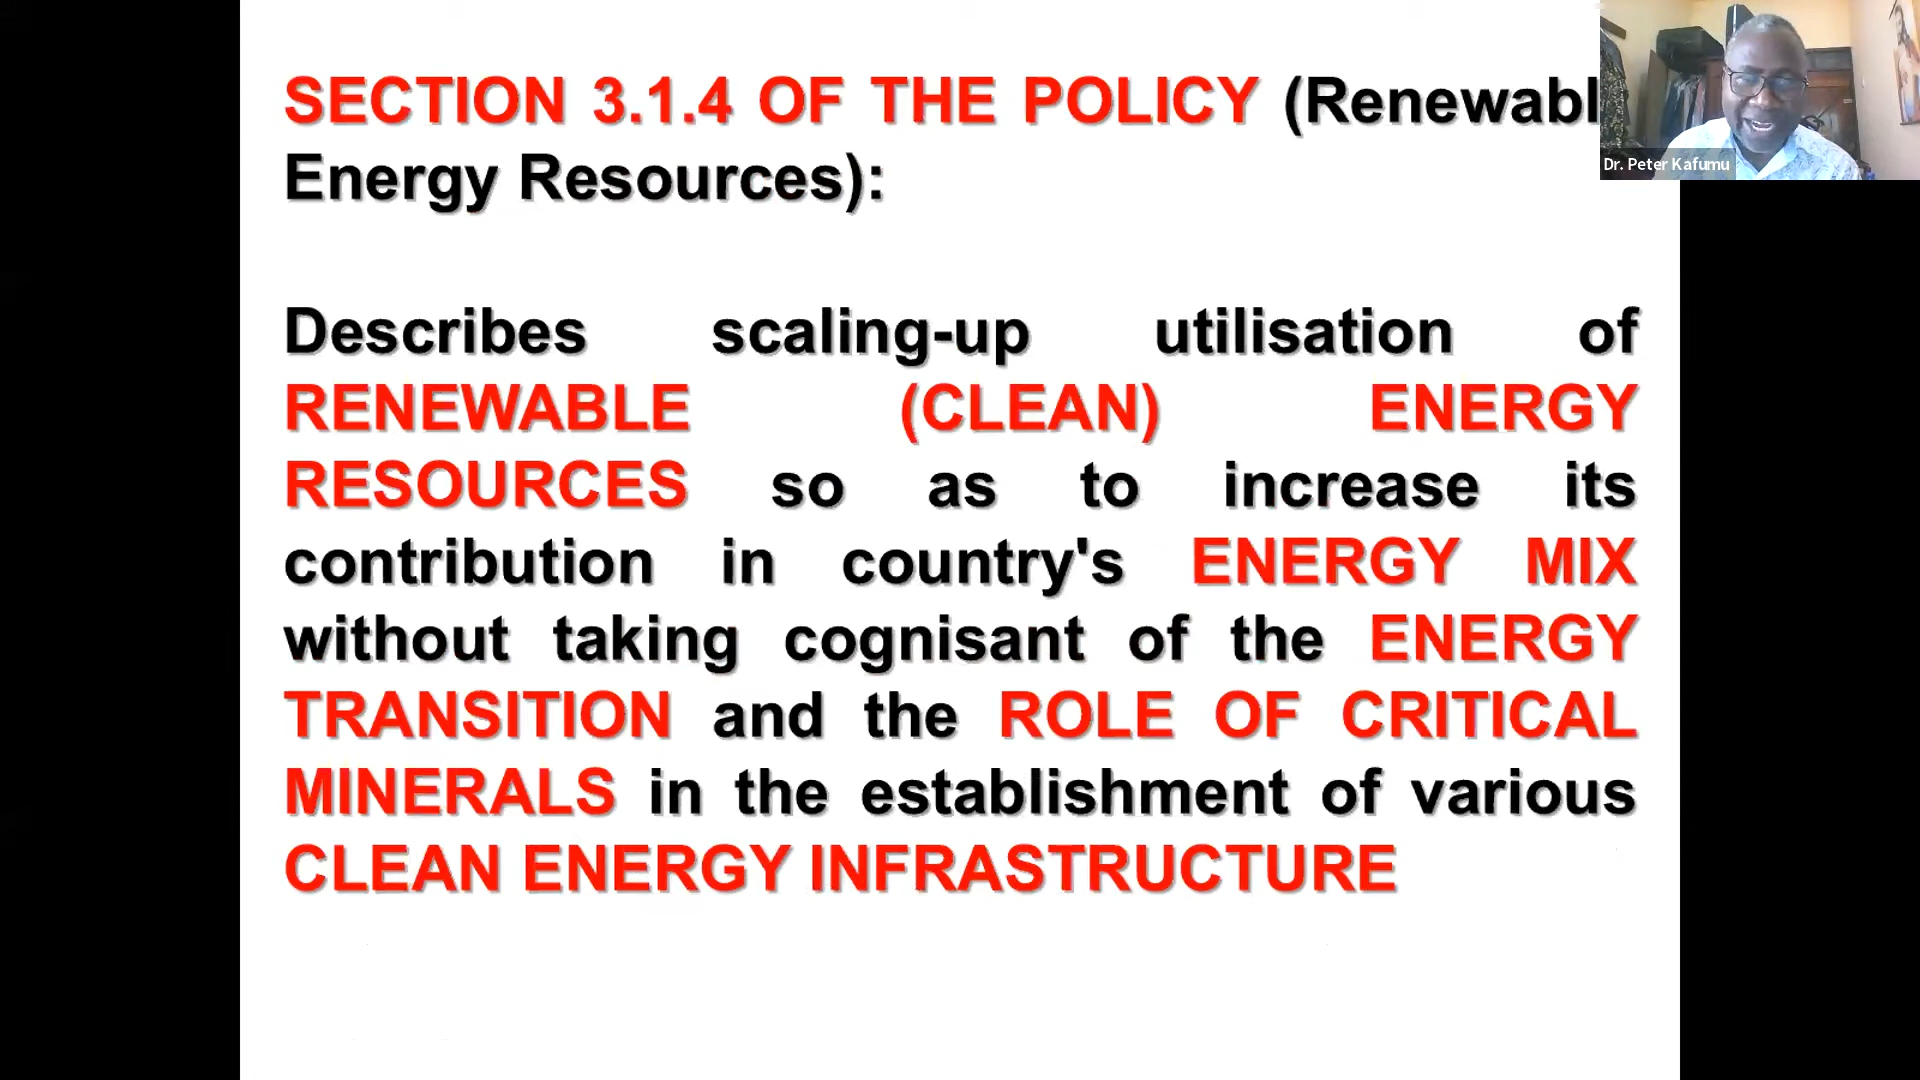 SECTION 3.1.4 OF THE POLICY (Renewabl
Energy Resources):
Describes scaling-up utilisation of
RENEWABLE (CLEAN) ENERGY
RESOURCES so as to increase its
contribution in country's ENERGY MIX
without taking cognisant of the ENERGY
TRANSITION and the ROLE OF CRITICAL
MINERALS in the establishment of various
CLEAN ENERGY INFRASTRUCTURE
Dr. Peter Kafumu